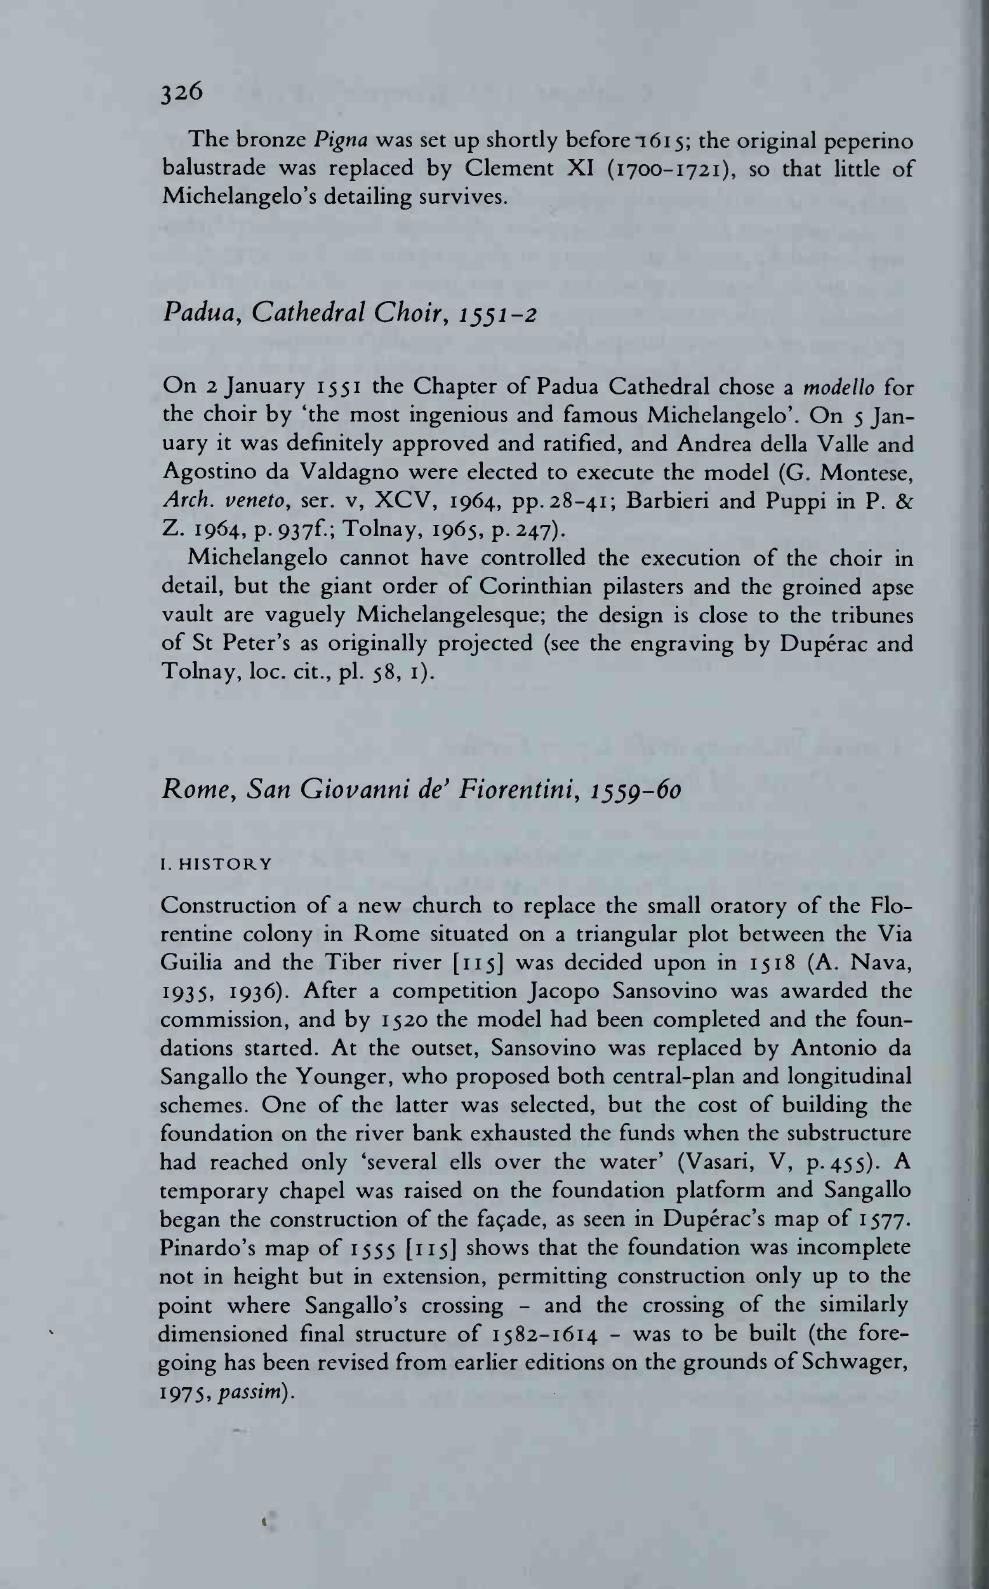 326
The bronze Pigna was set up shortly before 1615; the original peperino
balustrade was replaced by Clement XI (1700–1721), so that little of
Michelangelo's detailing survives.
Padua, Cathedral Choir, 1551–2
On 2 January 1551 the Chapter of Padua Cathedral chose a modello for
the choir by 'the most ingenious and famous Michelangelo'. On 5 Jan-
uary it was definitely approved and ratified, and Andrea della Valle and
Agostino da Valdagno were elected to execute the model (G. Montese,
Arch. veneto, ser. v, XCV, 1964, pp. 28–41; Barbieri and Puppi in P. &
Z. 1964, p. 937f.; Tolnay, 1965, p. 247).
Michelangelo cannot have controlled the execution of the choir in
detail, but the giant order of Corinthian pilasters and the groined apse
vault are vaguely Michelangelesque; the design is close to the tribunes
of St Peter's as originally projected (see the engraving by Dupérac and
Tolnay, loc. cit., pl. 58, 1).
Rome, San Giovanni de' Fiorentini, 1559–60
I. HISTORY
Construction of a new church to replace the small oratory of the Flo-
rentine colony in Rome situated on a triangular plot between the Via
Guilia and the Tiber river [115] was decided upon in 1518 (A. Nava,
1935, 1936). After a competition Jacopo Sansovino was awarded the
commission, and by 1520 the model had been completed and the foun-
dations started. At the outset, Sansovino was replaced by Antonio da
Sangallo the Younger, who proposed both central-plan and longitudinal
schemes. One of the latter was selected, but the cost of building the
foundation on the river bank exhausted the funds when the substructure
had reached only 'several ells over the water' (Vasari, V, p. 455). A
temporary chapel was raised on the foundation platform and Sangallo
began the construction of the façade, as seen in Dupérac's map of 1577.
Pinardo's map of 1555 [115] shows that the foundation was incomplete
not in height but in extension, permitting construction only up to the
point where Sangallo's crossing – and the crossing of the similarly
dimensioned final structure of 1582–1614 – was to be built (the fore-
going has been revised from earlier editions on the grounds of Schwager,
1975, passim).